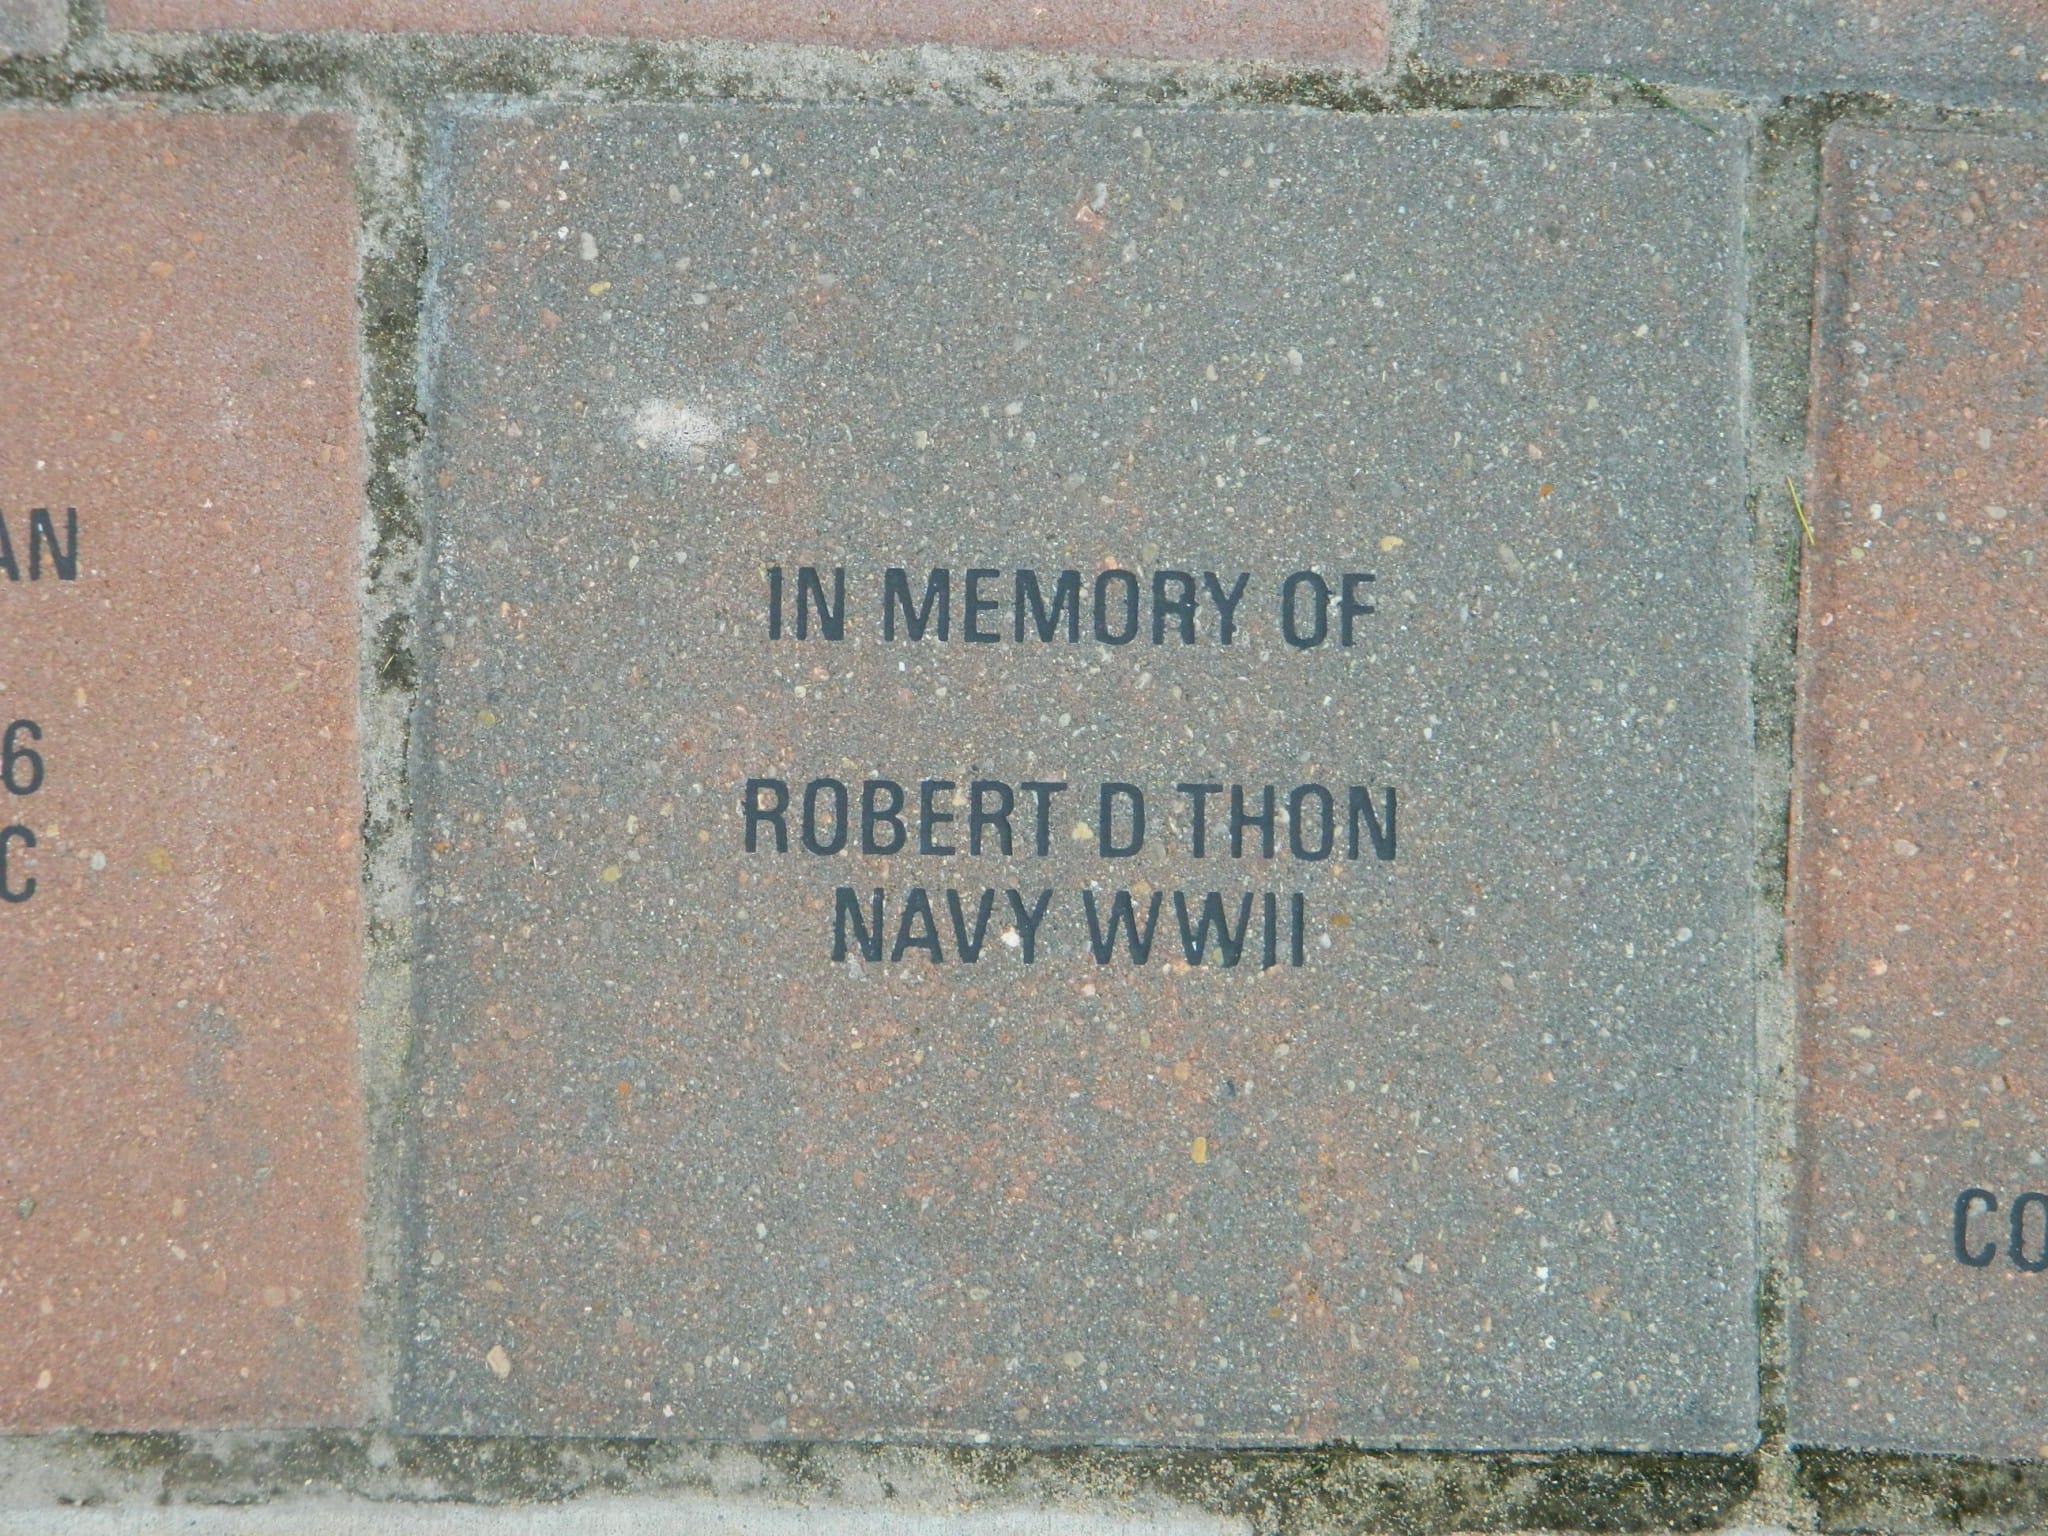 IN MEMORY OF
ROBERT D THON
NAVY WWII